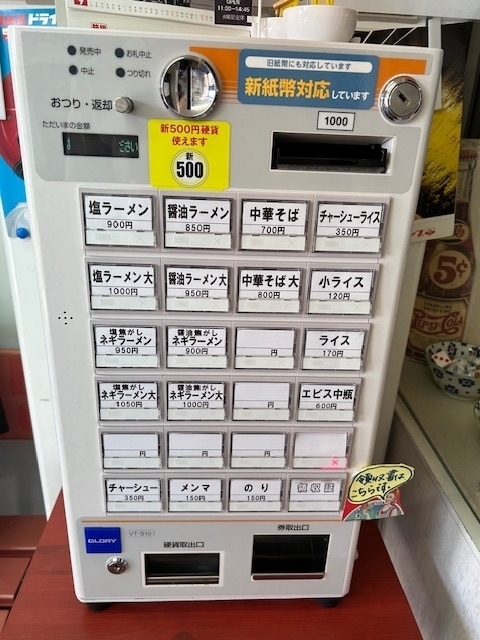 OPEN
11:00~14:45
ドライ
発売中
お札中止
中止
つり切れ
おつり・返却
ただいまの金額
ださい
旧紙幣にも対応しています
新紙幣対応しています
1000
新500円硬貨
使えます
新
500
塩ラーメン
900円
醤油ラーメン
850円
中華そば
700円
チャーシューライス
350円
塩ラーメン大
1000円
醤油ラーメン大
950円
中華そば大
800円
小ライス
120円
塩焦がし
ネギラーメン
950円
醤油焦がし
ネギラーメン
900円
円
ライス
170円
塩焦がし
ネギラーメン大
1050円
醤油焦がし
ネギラーメン大
1000円
円
エビス中瓶
600円
円
円
円
チャーシュー
350円
メンマ
150円
のり
150円
領収証
領収書は
こちらです。
GLORY
硬貨取出口
券取出口
5¢
PEPSI-COLA